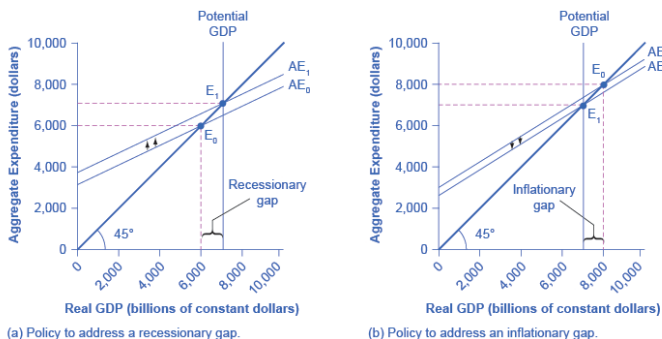 Potential
GDP
Aggregate Expenditure (dollars)
10,000
8,000
6,000
4,000
2,000
0
AE1
AE0
E1
E0
Recessionary
gap
45°
0
2,000
4,000
6,000
8,000
10,000
Real GDP (billions of constant dollars)
(a) Policy to address a recessionary gap.
Potential
GDP
Aggregate Expenditure (dollars)
10,000
8,000
6,000
4,000
2,000
0
AE
AE
E0
E1
Inflationary
gap
45°
0
2,000
4,000
6,000
8,000
10,000
Real GDP (billions of constant dollars)
(b) Policy to address an inflationary gap.